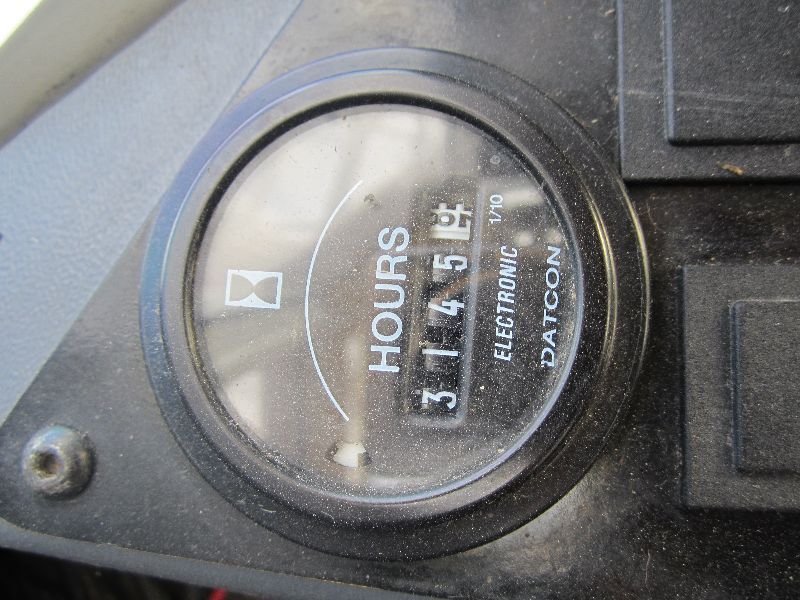 HOURS
3145
1/10
ELECTRONIC
DATCON